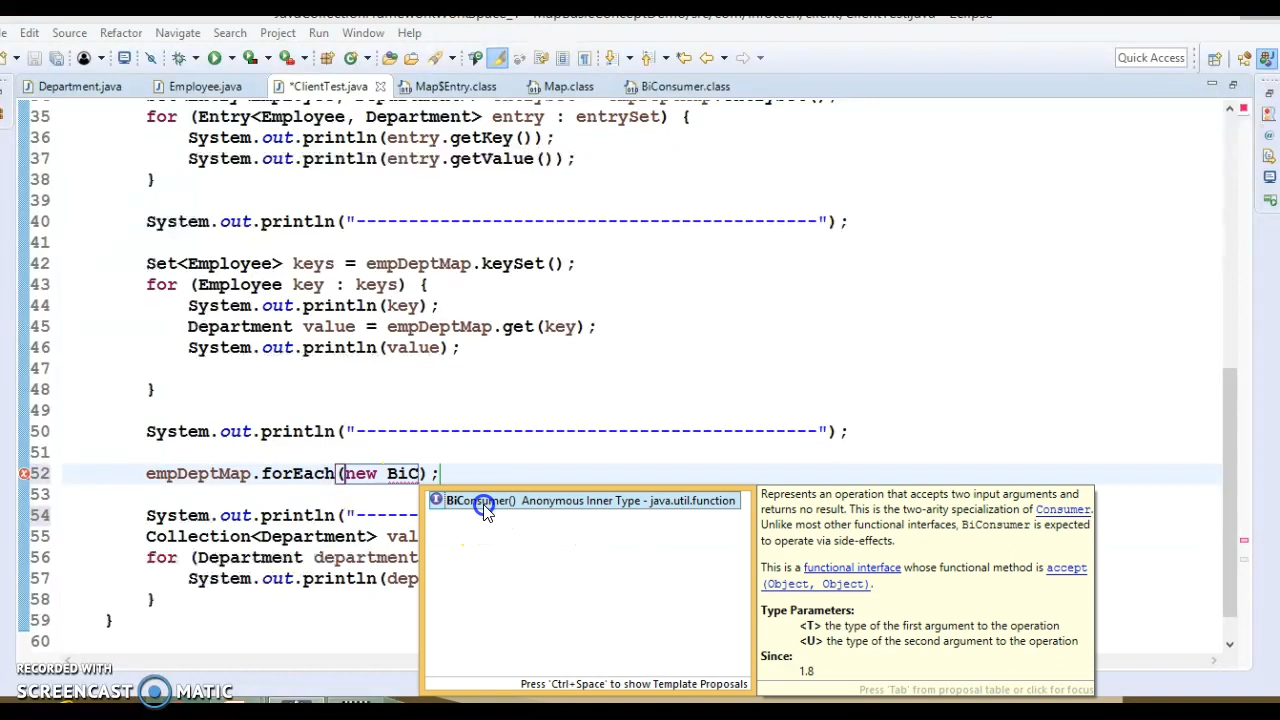 Edit Source Refactor Navigate Search Project Run Window Help
Quick Access
Department.java Employee.java *ClientTest.java Map$Entry.class Map.class BiConsumer.class
35 for (Entry<Employee, Department> entry : entrySet) {
36 System.out.println(entry.getKey());
37 System.out.println(entry.getValue());
38 }
39
40 System.out.println("--------------------------------------------");
41
42 Set<Employee> keys = empDeptMap.keySet();
43 for (Employee key : keys) {
44 System.out.println(key);
45 Department value = empDeptMap.get(key);
46 System.out.println(value);
47
48 }
49
50 System.out.println("--------------------------------------------");
51
52 empDeptMap.forEach(new BiC);
53
54 System.out.println("--
55 Collection<Department> val
56 for (Department department
57 System.out.println(dep
58 }
59 }
60
BiConsumer() Anonymous Inner Type - java.util.function
Press 'Ctrl+Space' to show Template Proposals
Represents an operation that accepts two input arguments and
returns no result. This is the two-arity specialization of Consumer.
Unlike most other functional interfaces, BiConsumer is expected
to operate via side-effects.
This is a functional interface whose functional method is accept
(Object, Object).
Type Parameters:
<T> the type of the first argument to the operation
<U> the type of the second argument to the operation
Since:
1.8
Press 'Tab' from proposal table or click for focus
RECORDED WITH
SCREENCAST MATIC